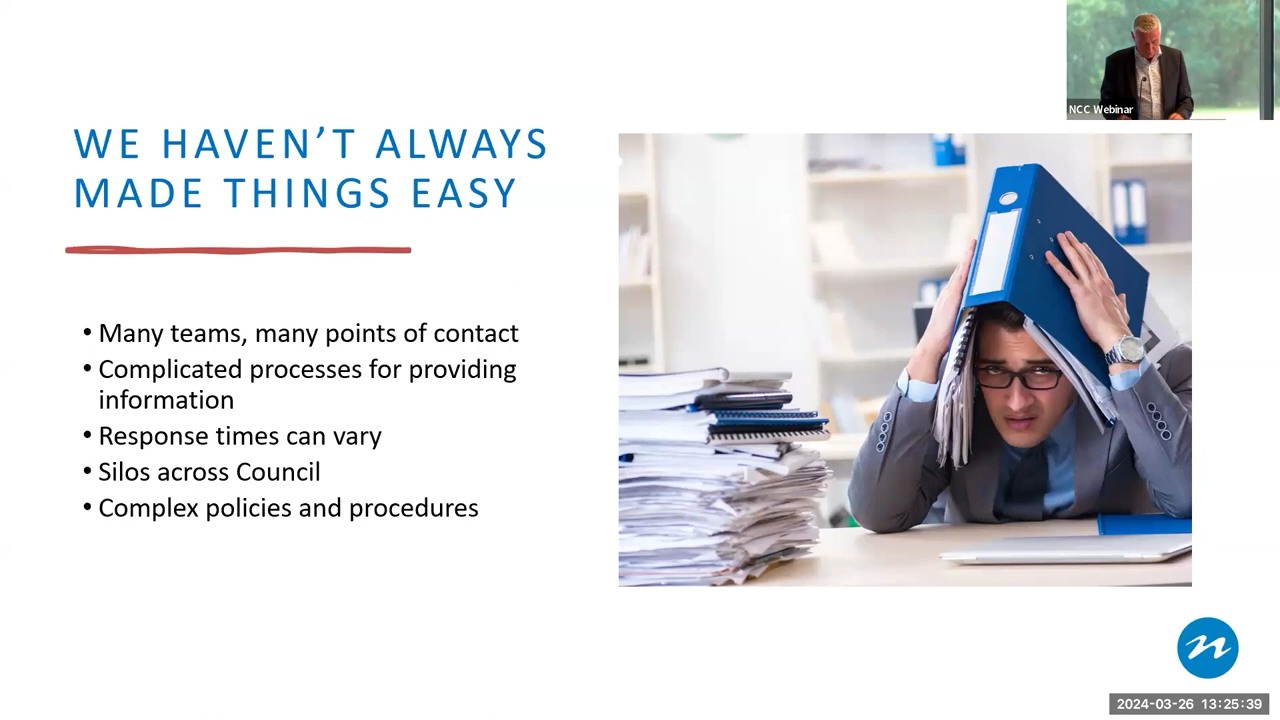 NCC Webinar
WE HAVEN’T ALWAYS
MADE THINGS EASY
• Many teams, many points of contact
• Complicated processes for providing
information
• Response times can vary
• Silos across Council
• Complex policies and procedures
n
2024-03-26 13:25:39